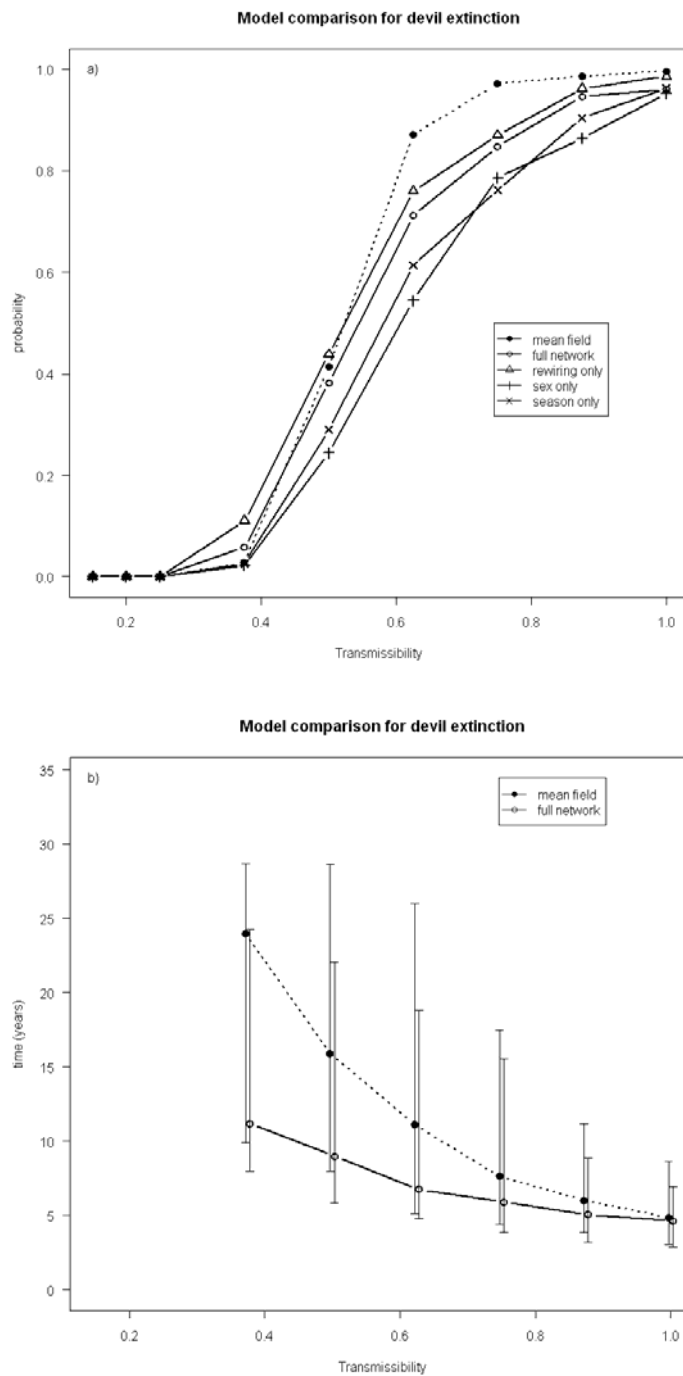 Model comparison for devil extinction
a)
1.0
0.8
0.6
0.4
0.2
0.0
probability
mean field
full network
rewiring only
sex only
season only
0.2 0.4 0.6 0.8 1.0
Transmissibility
Model comparison for devil extinction
b)
35
30
25
20
15
10
5
0
time (years)
mean field
full network
0.2 0.4 0.6 0.8 1.0
Transmissibility